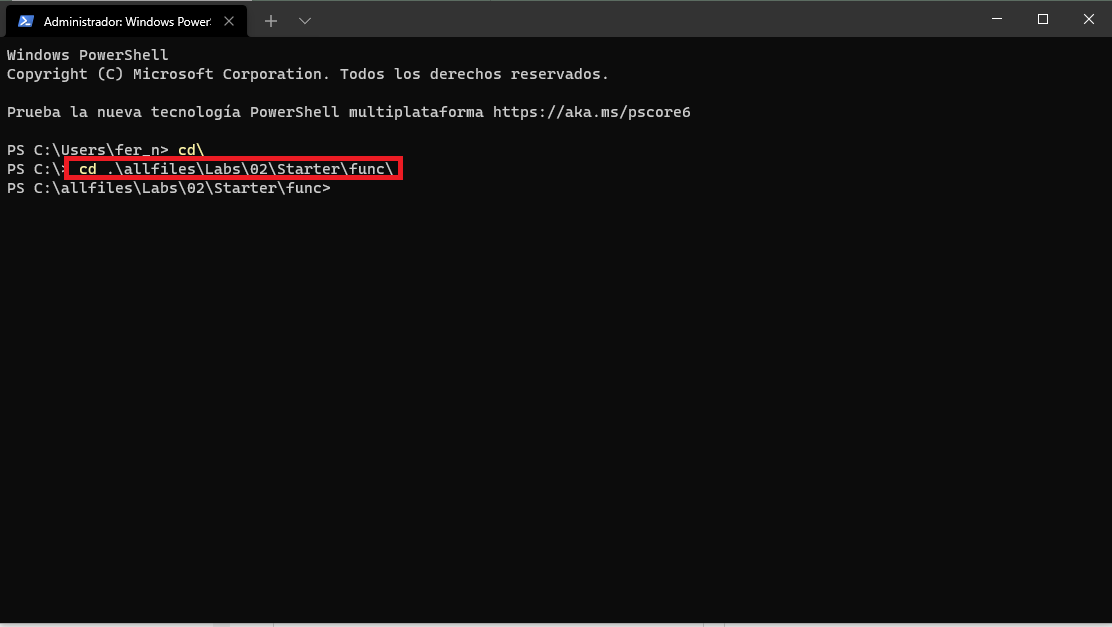 Administrador: Windows Power
Windows PowerShell
Copyright (C) Microsoft Corporation. Todos los derechos reservados.
Prueba la nueva tecnología PowerShell multiplataforma https://aka.ms/pscore6
PS C:\Users\fer_n> cd\
PS C:\> cd .\allfiles\Labs\02\Starter\func\
PS C:\allfiles\Labs\02\Starter\func>